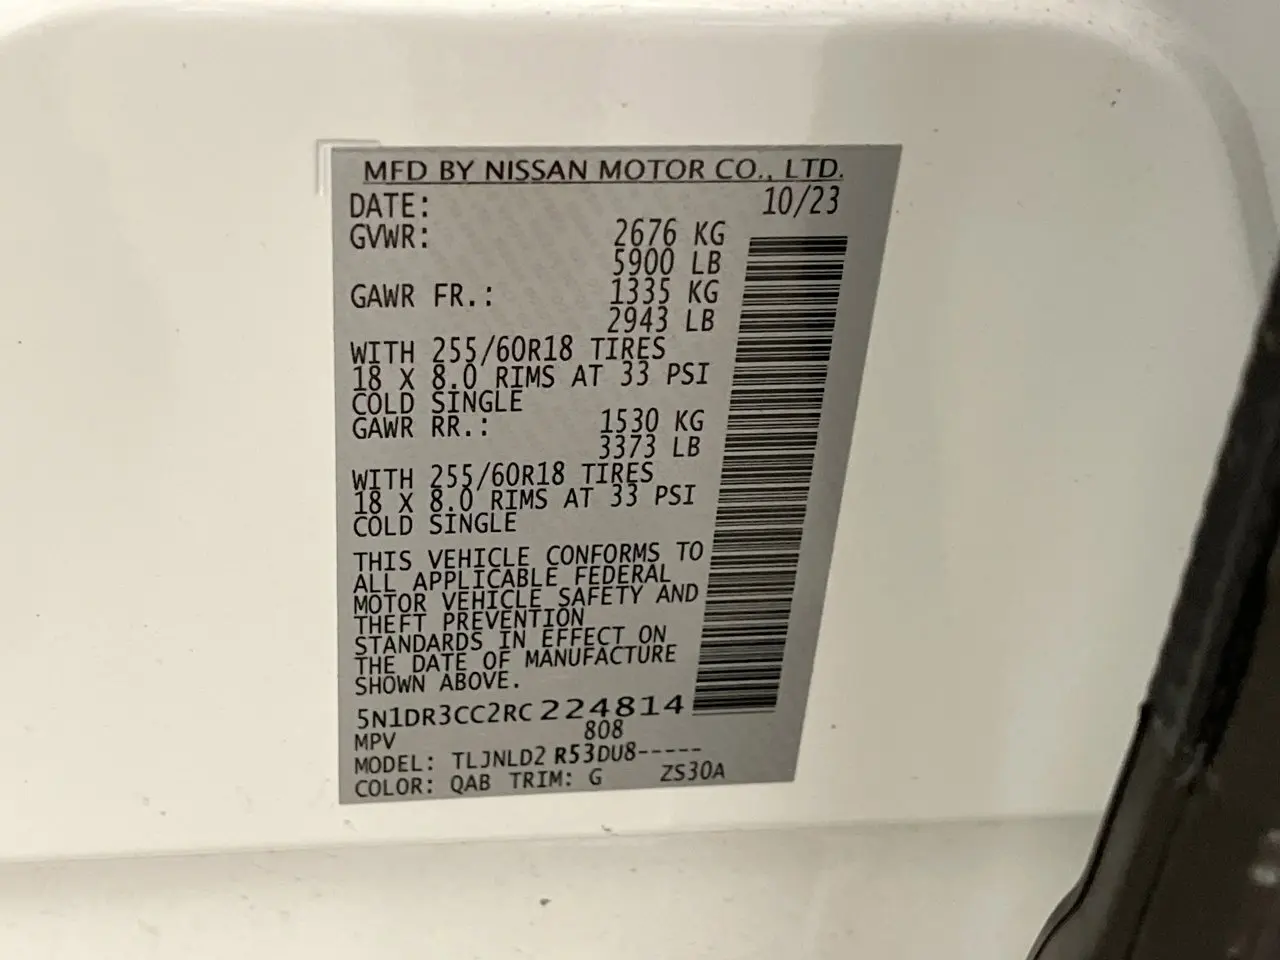 MFD BY NISSAN MOTOR CO., LTD.
DATE: 10/23
GVWR: 2676 KG
5900 LB
GAWR FR.: 1335 KG
2943 LB
WITH 255/60R18 TIRES
18 X 8.0 RIMS AT 33 PSI
COLD SINGLE
GAWR RR.: 1530 KG
3373 LB
WITH 255/60R18 TIRES
18 X 8.0 RIMS AT 33 PSI
COLD SINGLE
THIS VEHICLE CONFORMS TO
ALL APPLICABLE FEDERAL
MOTOR VEHICLE SAFETY AND
THEFT PREVENTION
STANDARDS IN EFFECT ON
THE DATE OF MANUFACTURE
SHOWN ABOVE.
5N1DR3CC2RC224814
MPV 808
MODEL: TLJNLD2 R53DU8-----
COLOR: QAB TRIM: G ZS30A